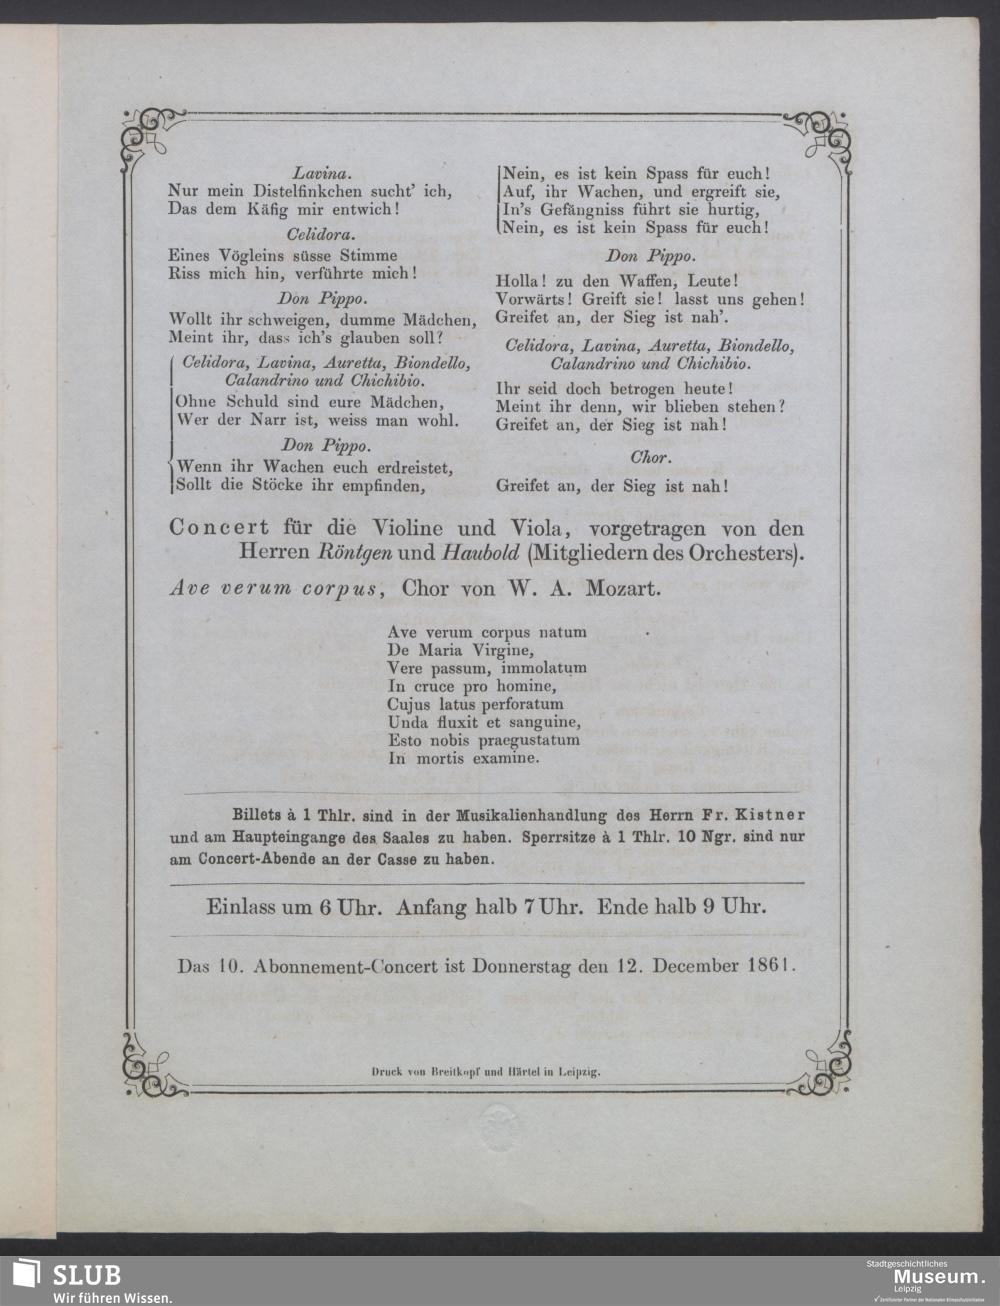 Lavina.
Nur mein Distelfinkchen sucht' ich,
Das dem Käfig mir entwich!
Celidora.
Eines Vögleins süsse Stimme
Riss mich hin, verführte mich!
Don Pippo.
Wollt ihr schweigen, dumme Mädchen,
Meint ihr, dass ich's glauben soll?
Celidora, Lavina, Auretta, Biondello,
Calandrino und Chichibio.
Ohne Schuld sind eure Mädchen,
Wer der Narr ist, weiss man wohl.
Don Pippo.
Wenn ihr Wachen euch erdreistet,
Sollt die Stöcke ihr empfinden,
Nein, es ist kein Spass für euch!
Auf, ihr Wachen, und ergreift sie,
In's Gefängniss führt sie hurtig,
Nein, es ist kein Spass für euch!
Don Pippo.
Holla! zu den Waffen, Leute!
Vorwärts! Greift sie! lasst uns gehen!
Greifet an, der Sieg ist nah'.
Celidora, Lavina, Auretta, Biondello,
Calandrino und Chichibio.
Ihr seid doch betrogen heute!
Meint ihr denn, wir blieben stehen?
Greifet an, der Sieg ist nah!
Chor.
Greifet an, der Sieg ist nah!
Concert für die Violine und Viola, vorgetragen von den
Herren Röntgen und Haubold (Mitgliedern des Orchesters).
Ave verum corpus, Chor von W. A. Mozart.
Ave verum corpus natum
De Maria Virgine,
Vere passum, immolatum
In cruce pro homine,
Cujus latus perforatum
Unda fluxit et sanguine,
Esto nobis praegustatum
In mortis examine.
Billets à 1 Thlr. sind in der Musikalienhandlung des Herrn Fr. Kistner
und am Haupteingange des Saales zu haben. Sperrsitze à 1 Thlr. 10 Ngr. sind nur
am Concert-Abende an der Casse zu haben.
Einlass um 6 Uhr. Anfang halb 7 Uhr. Ende halb 9 Uhr.
Das 10. Abonnement-Concert ist Donnerstag den 12. December 1861.
Druck von Breitkopf und Härtel in Leipzig.
SLUB
Wir führen Wissen.
Stadtgeschichtliches
Museum.
Leipzig
Zertifizierter Partner der Nationalen Klimaschutzinitiative